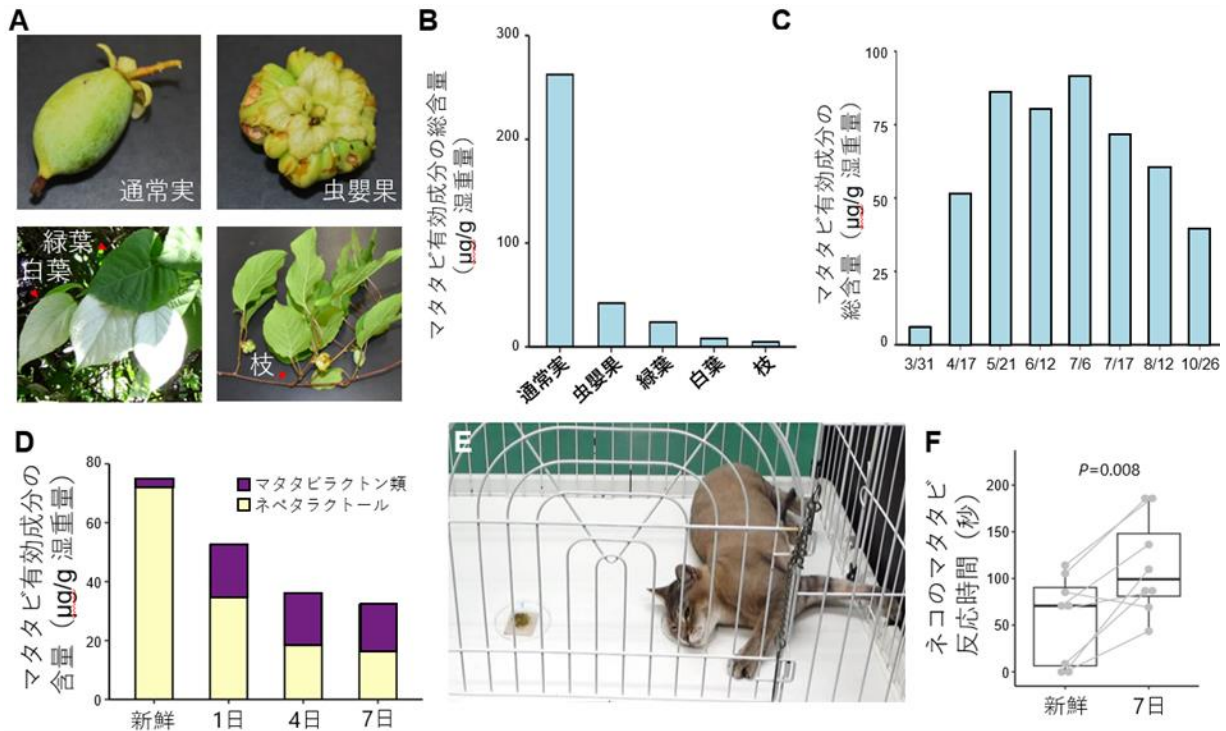 A
通常実
虫嬰果
緑葉
白葉
枝
B
マタタビ有効成分の総含量
(µg/g 湿重量)
300
200
100
0
通常実
虫嬰果
緑葉
白葉
枝
C
マタタビ有効成分の
総含量 (µg/g 湿重量)
100
75
50
25
0
3/31
4/17
5/21
6/12
7/6
7/17
8/12
10/26
D
マタタビ有効成分の
含量 (µg/g 湿重量)
80
60
40
20
0
マタタビラクトン類
ネペタラクトール
新鮮
1日
4日
7日
E
F
ネコのマタタビ
反応時間 (秒)
P=0.008
200
150
100
50
0
新鮮
7日